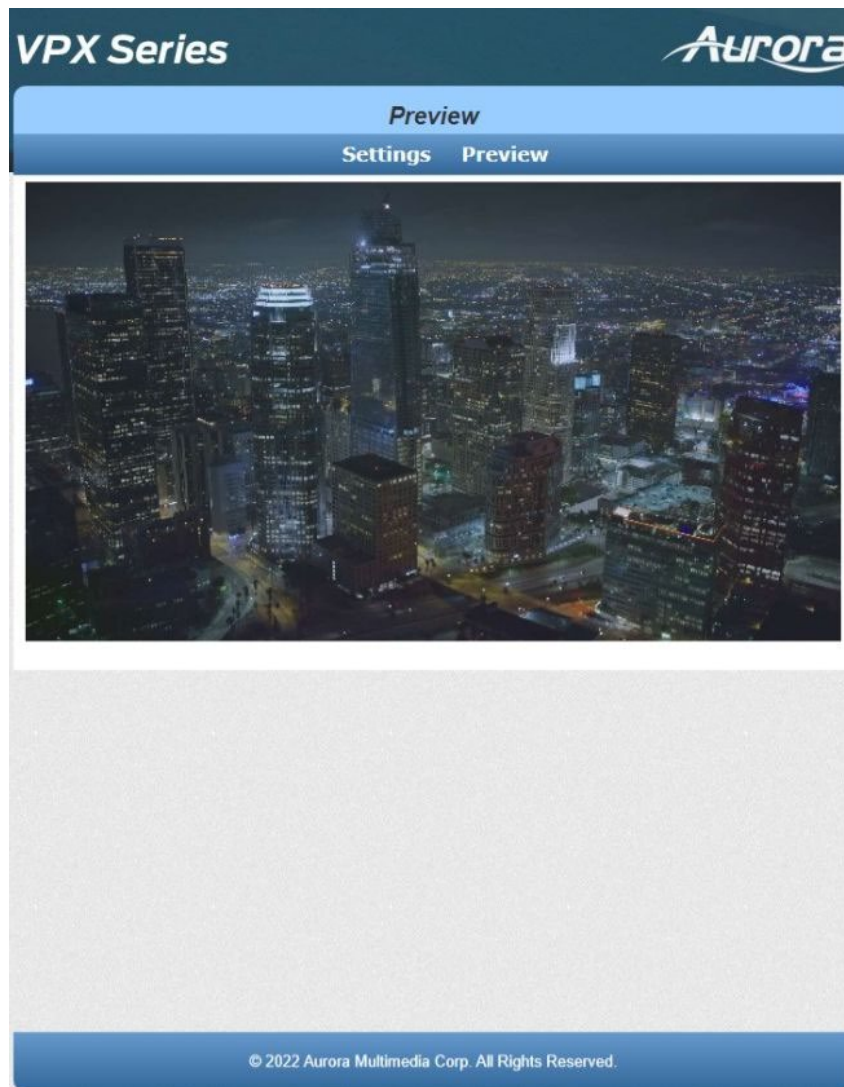 VPX Series
Aurora
Preview
Settings Preview
© 2022 Aurora Multimedia Corp. All Rights Reserved.